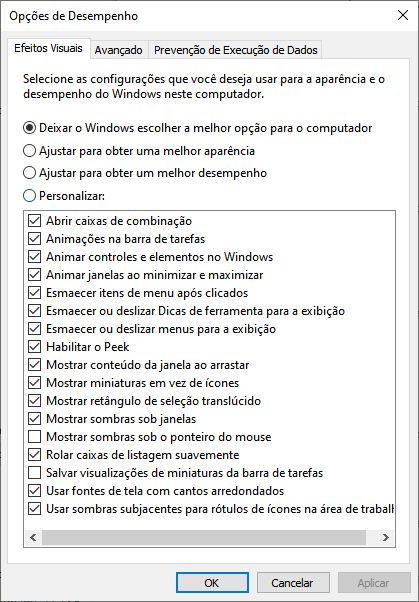 Opções de Desempenho
Efeitos Visuais
Avançado
Prevenção de Execução de Dados
Selecione as configurações que você deseja usar para a aparência e o
desempenho do Windows neste computador.
Deixar o Windows escolher a melhor opção para o computador
Ajustar para obter uma melhor aparência
Ajustar para obter um melhor desempenho
Personalizar:
Abrir caixas de combinação
Animações na barra de tarefas
Animar controles e elementos no Windows
Animar janelas ao minimizar e maximizar
Esmaecer itens de menu após clicados
Esmaecer ou deslizar Dicas de ferramenta para a exibição
Esmaecer ou deslizar menus para a exibição
Habilitar o Peek
Mostrar conteúdo da janela ao arrastar
Mostrar miniaturas em vez de ícones
Mostrar retângulo de seleção translúcido
Mostrar sombras sob janelas
Mostrar sombras sob o ponteiro do mouse
Rolar caixas de listagem suavemente
Salvar visualizações de miniaturas da barra de tarefas
Usar fontes de tela com cantos arredondados
Usar sombras subjacentes para rótulos de ícones na área de trabal
OK
Cancelar
Aplicar